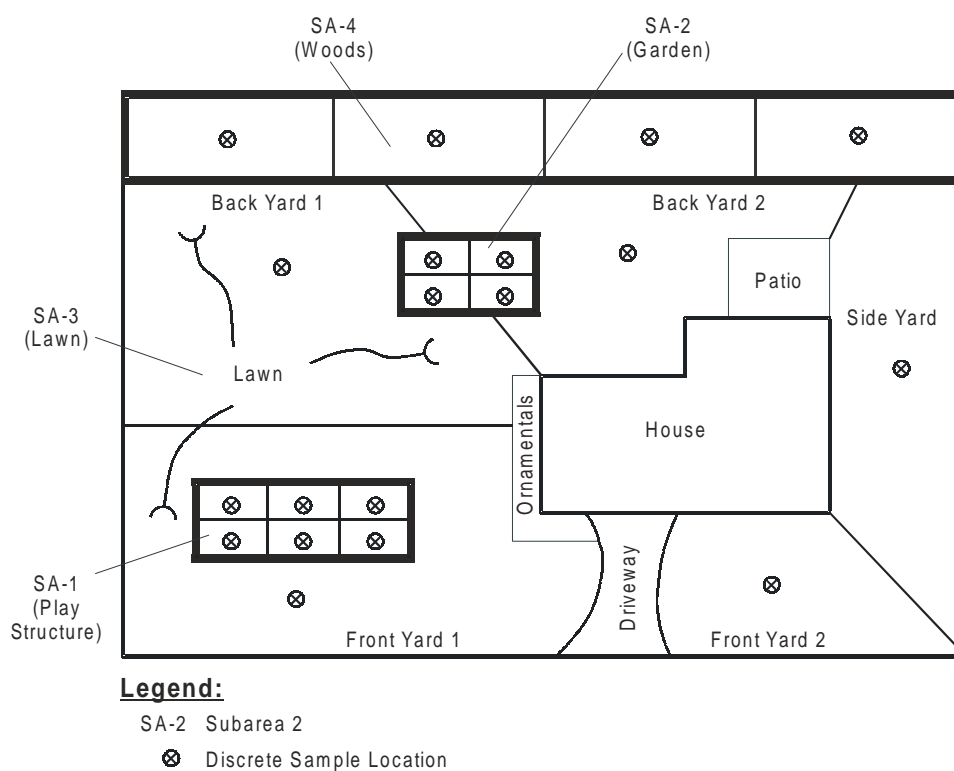 SA-4
(Woods)
SA-2
(Garden)
Back Yard 1
Back Yard 2
Patio
Side Yard
SA-3
(Lawn)
Lawn
Ornamentals
House
SA-1
(Play
Structure)
Driveway
Front Yard 1
Front Yard 2
Legend:
SA-2 Subarea 2
Discrete Sample Location